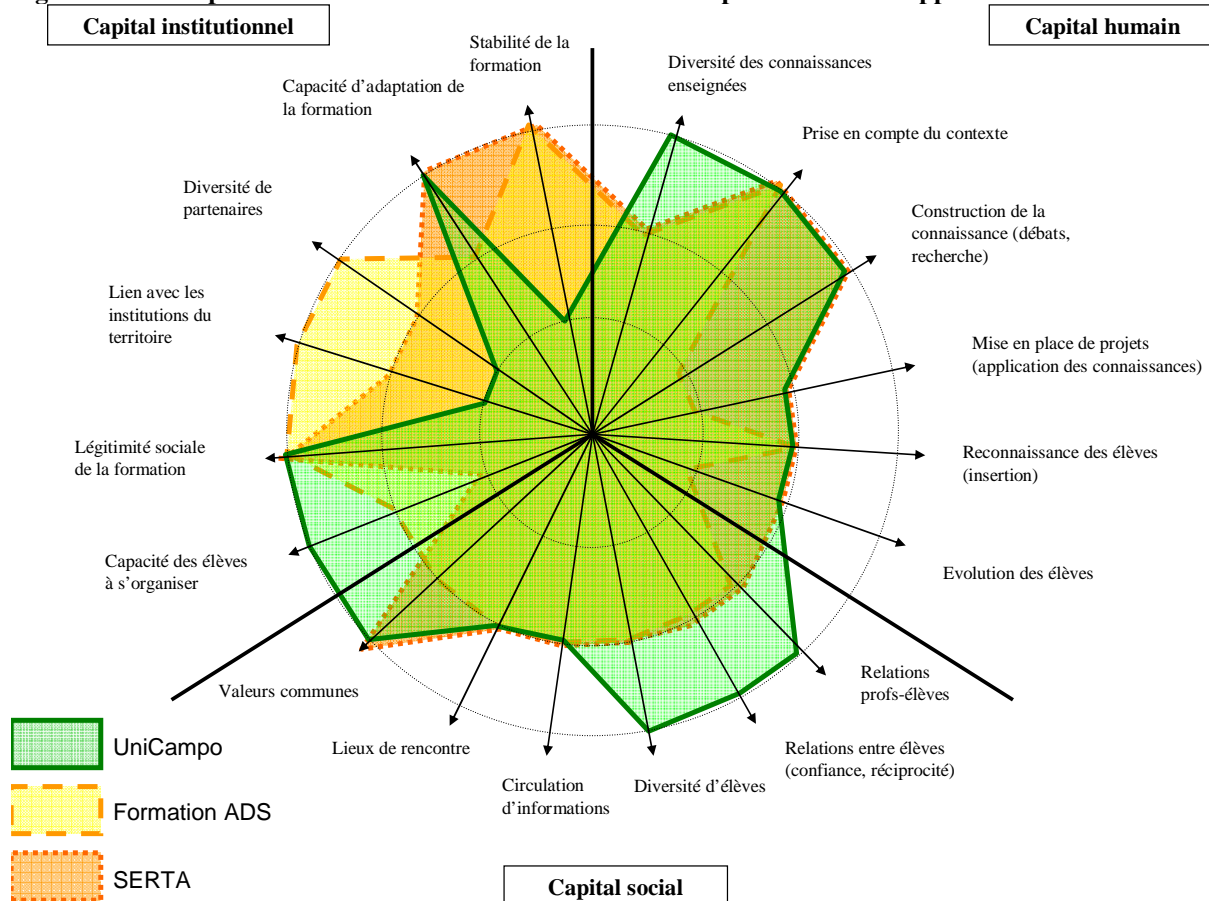 Capital institutionnel
Capital humain
Stabilité de la
formation
Diversité des connaissances
enseignées
Capacité d'adaptation de
la formation
Prise en compte du contexte
Diversité de
partenaires
Construction de la
connaissance (débats,
recherche)
Lien avec les
institutions du
territoire
Mise en place de projets
(application des connaissances)
Légitimité sociale
de la formation
Reconnaissance des élèves
(insertion)
Capacité des élèves
à s'organiser
Evolution des élèves
Valeurs communes
Relations
profs-élèves
Lieux de rencontre
Relations entre élèves
(confiance, réciprocité)
Circulation
d'informations
Diversité d'élèves
UniCampo
Formation ADS
SERTA
Capital social